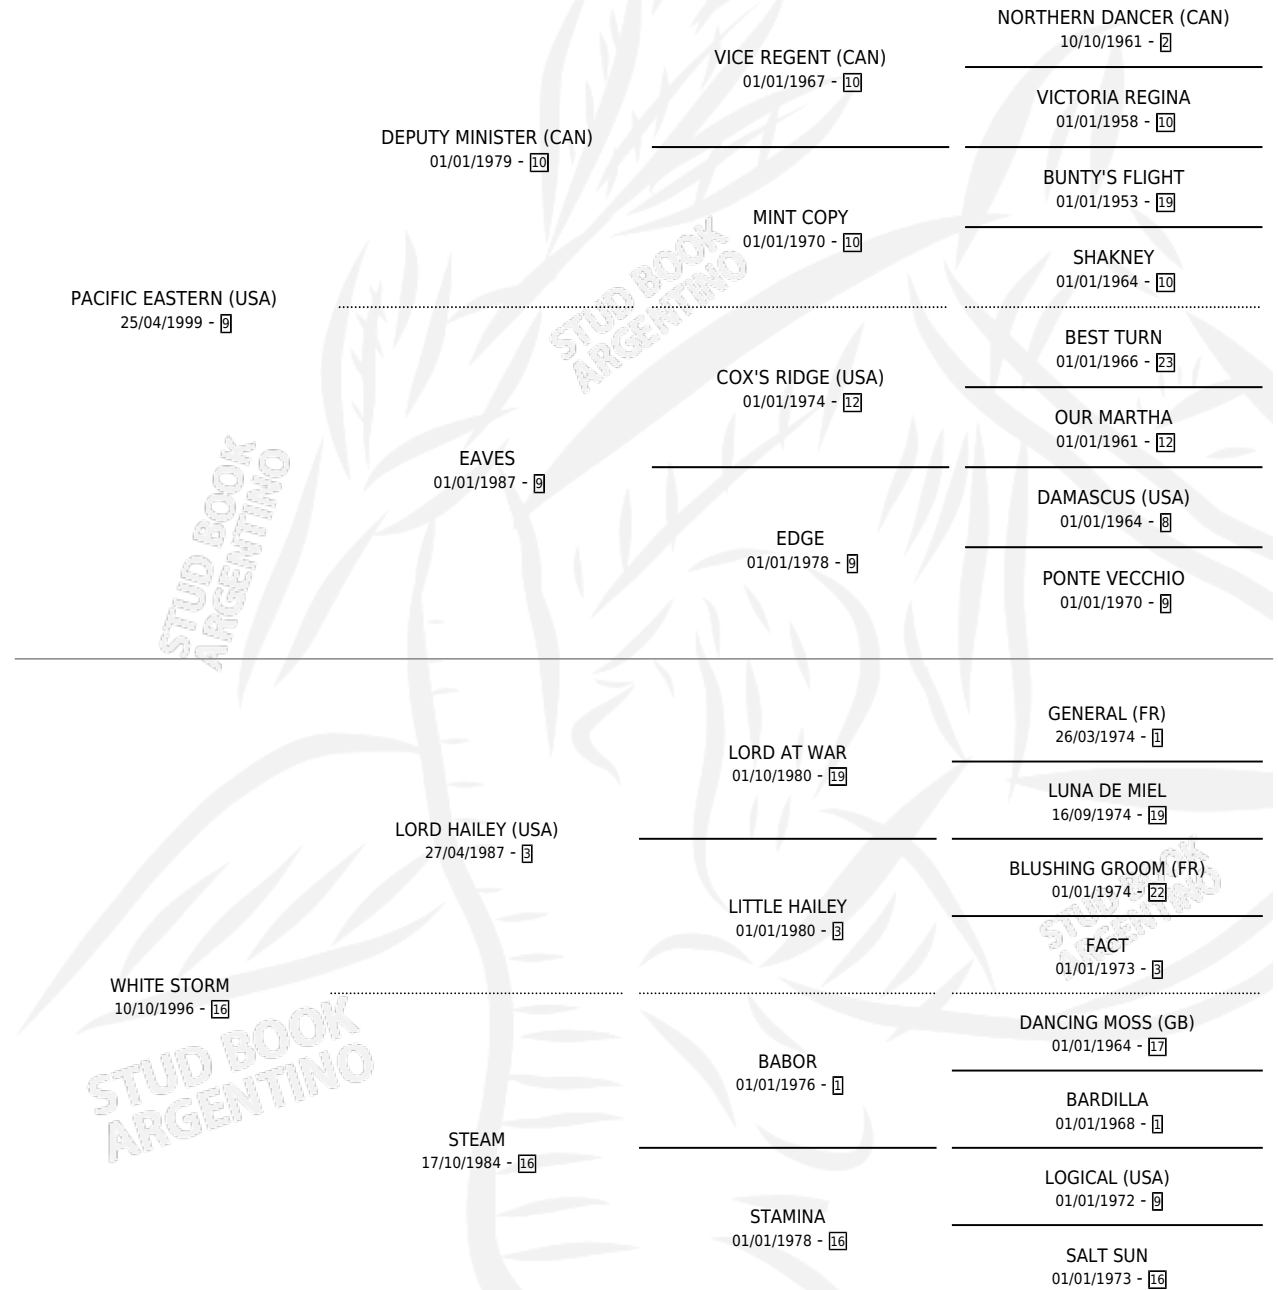 NORTHERN DANCER (CAN)
10/10/1961 - 2
VICE REGENT (CAN)
01/01/1967 - 10
VICTORIA REGINA
01/01/1958 - 10
DEPUTY MINISTER (CAN)
01/01/1979 - 10
BUNTY'S FLIGHT
01/01/1953 - 19
MINT COPY
01/01/1970 - 10
SHAKNEY
01/01/1964 - 10
PACIFIC EASTERN (USA)
25/04/1999 - 9
BEST TURN
01/01/1966 - 23
COX'S RIDGE (USA)
01/01/1974 - 12
OUR MARTHA
01/01/1961 - 12
EAVES
01/01/1987 - 9
DAMASCUS (USA)
01/01/1964 - 8
EDGE
01/01/1978 - 9
PONTE VECCHIO
01/01/1970 - 9
GENERAL (FR)
26/03/1974 - 1
LORD AT WAR
01/10/1980 - 19
LUNA DE MIEL
16/09/1974 - 19
LORD HAILEY (USA)
27/04/1987 - 3
BLUSHING GROOM (FR)
01/01/1974 - 22
LITTLE HAILEY
01/01/1980 - 3
FACT
01/01/1973 - 3
WHITE STORM
10/10/1996 - 16
DANCING MOSS (GB)
01/01/1964 - 17
BABOR
01/01/1976 - 1
BARDILLA
01/01/1968 - 1
STEAM
17/10/1984 - 16
LOGICAL (USA)
01/01/1972 - 9
STAMINA
01/01/1978 - 16
SALT SUN
01/01/1973 - 16
STUD BOOK
ARGENTINO
STUD BOOK
ARGENTINO
STUD BOOK
ARGENTINO
STUD BOOK
ARGENTINO